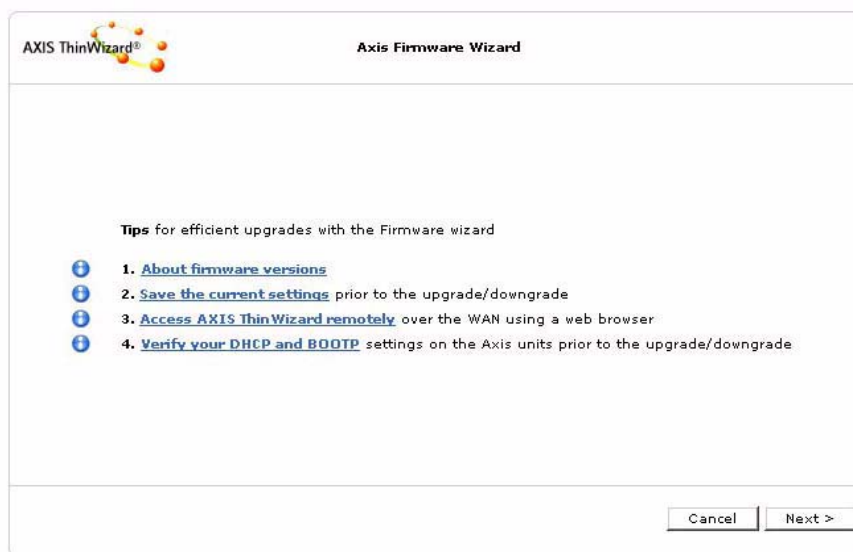 AXIS ThinWizard®
Axis Firmware Wizard
Tips for efficient upgrades with the Firmware wizard
1. About firmware versions
2. Save the current settings prior to the upgrade/downgrade
3. Access AXIS ThinWizard remotely over the WAN using a web browser
4. Verify your DHCP and BOOTP settings on the Axis units prior to the upgrade/downgrade
Cancel
Next >